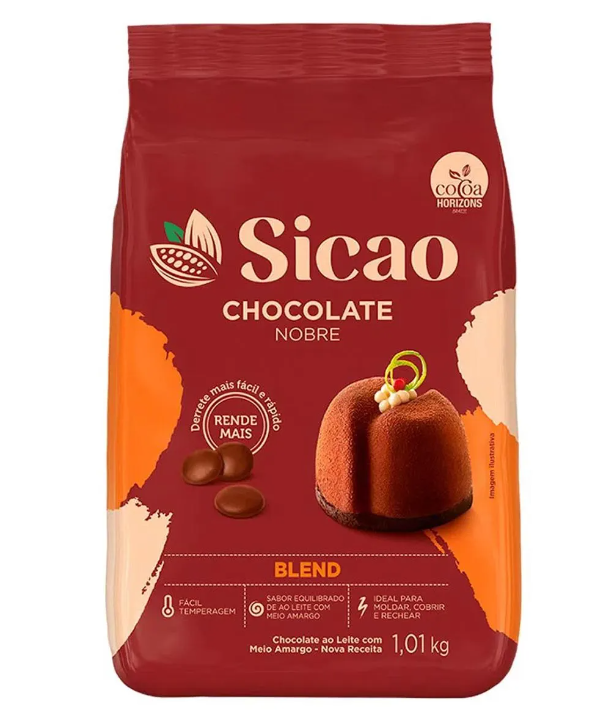 cocoa
HORIZONS
Sicao
CHOCOLATE
NOBRE
Derrete mais fácil e rápido
RENDE
MAIS
Imagem ilustrativa
BLEND
FÁCIL
TEMPERAGEM
SABOR EQUILIBRADO
DE AO LEITE COM
MEIO AMARGO
IDEAL PARA
MOLDAR, COBRIR
E RECHEAR
Chocolate ao Leite com
Meio Amargo - Nova Receita
1,01 kg